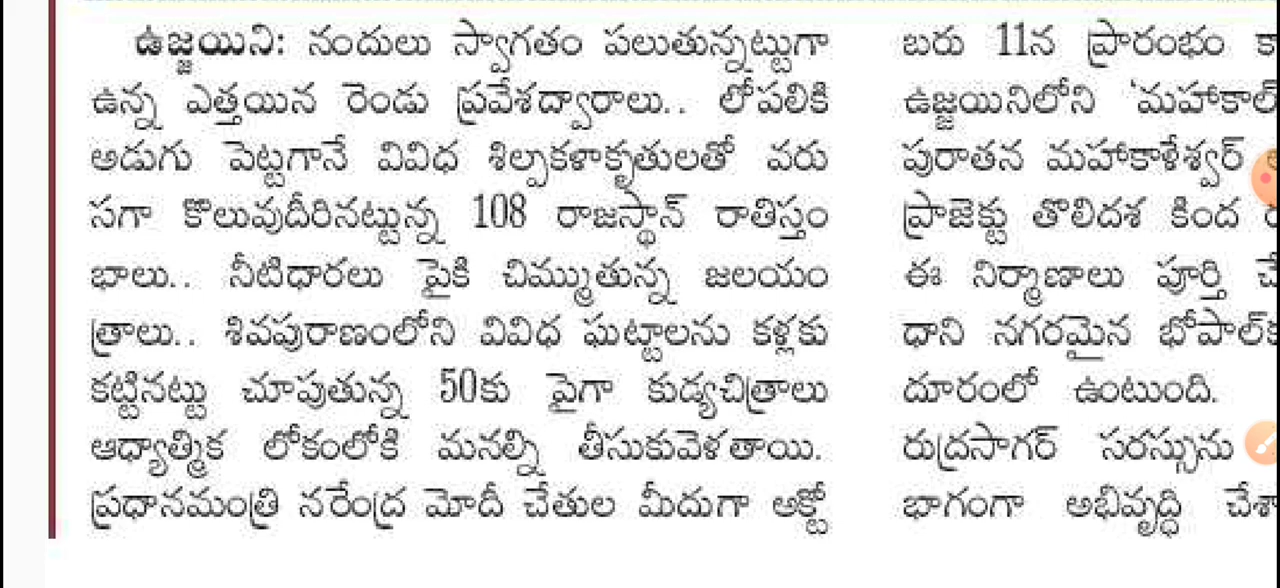 ఉజ్జయిని: నందులు స్వాగతం పలుతున్నట్టుగా
ఉన్న ఎత్తయిన రెండు ప్రవేశద్వారాలు.. లోపలికి
అడుగు పెట్టగానే వివిధ శిల్పకళాకృతులతో వరు
సగా కొలువుదీరినట్టున్న 108 రాజస్థాన్ రాతిస్తం
భాలు.. నీటిధారలు పైకి చిమ్ముతున్న జలయం
త్రాలు.. శివపురాణంలోని వివిధ ఘట్టాలను కళ్లకు
కట్టినట్టు చూపుతున్న 50కు పైగా కుడ్యచిత్రాలు
ఆధ్యాత్మిక లోకంలోకి మనల్ని తీసుకువెళతాయి.
ప్రధానమంత్రి నరేంద్ర మోదీ చేతుల మీదుగా ఆక్టో
బరు 11న ప్రారంభం
ఉజ్జయినిలోని 'మహాకాల్
పురాతన మహాకాళేశ్వర్
ప్రాజెక్టు తొలిదశ కింద
ఈ నిర్మాణాలు పూర్తి
ధాని నగరమైన భోపాల్‌
దూరంలో ఉంటుంది.
రుద్రసాగర్ సరస్సును
భాగంగా అభివృద్ధి చేశా